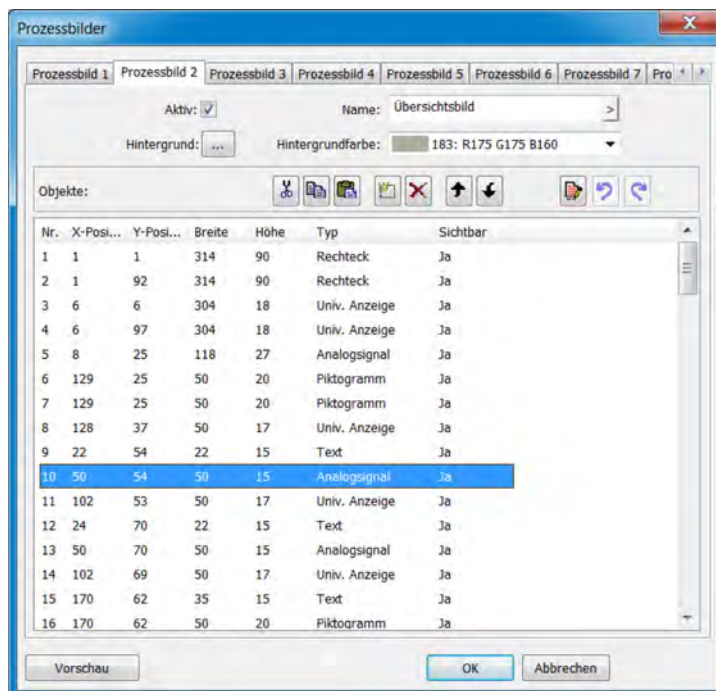 Prozessbilder
Prozessbild 1 Prozessbild 2 Prozessbild 3 Prozessbild 4 Prozessbild 5 Prozessbild 6 Prozessbild 7 Pro
Aktiv: Name: Übersichtsbild >
Hintergrund: ... Hintergrundfarbe: 183: R175 G175 B160
Objekte:
Nr. X-Posi... Y-Posi... Breite Höhe Typ Sichtbar
1 1 1 314 90 Rechteck Ja
2 1 92 314 90 Rechteck Ja
3 6 6 304 18 Univ. Anzeige Ja
4 6 97 304 18 Univ. Anzeige Ja
5 8 25 118 27 Analogsignal Ja
6 129 25 50 20 Piktogramm Ja
7 129 25 50 20 Piktogramm Ja
8 128 37 50 17 Univ. Anzeige Ja
9 22 54 22 15 Text Ja
10 50 54 50 15 Analogsignal Ja
11 102 53 50 17 Univ. Anzeige Ja
12 24 70 22 15 Text Ja
13 50 70 50 15 Analogsignal Ja
14 102 69 50 17 Univ. Anzeige Ja
15 170 62 35 15 Text Ja
16 170 62 50 20 Piktogramm Ja
Vorschau OK Abbrechen